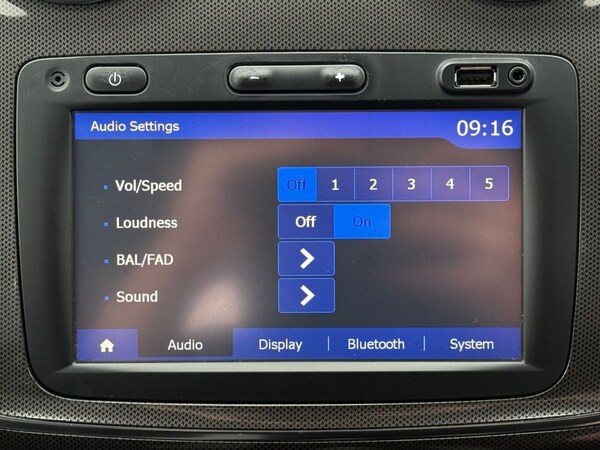 − +
Audio Settings 09:16
Vol/Speed Off 1 2 3 4 5
Loudness Off On
BAL/FAD
Sound
Audio Display Bluetooth System